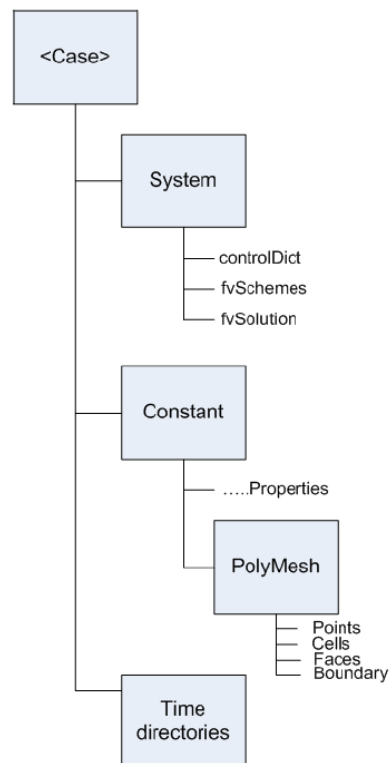 <Case>
System
controlDict
fvSchemes
fvSolution
Constant
.....Properties
PolyMesh
Points
Cells
Faces
Boundary
Time
directories